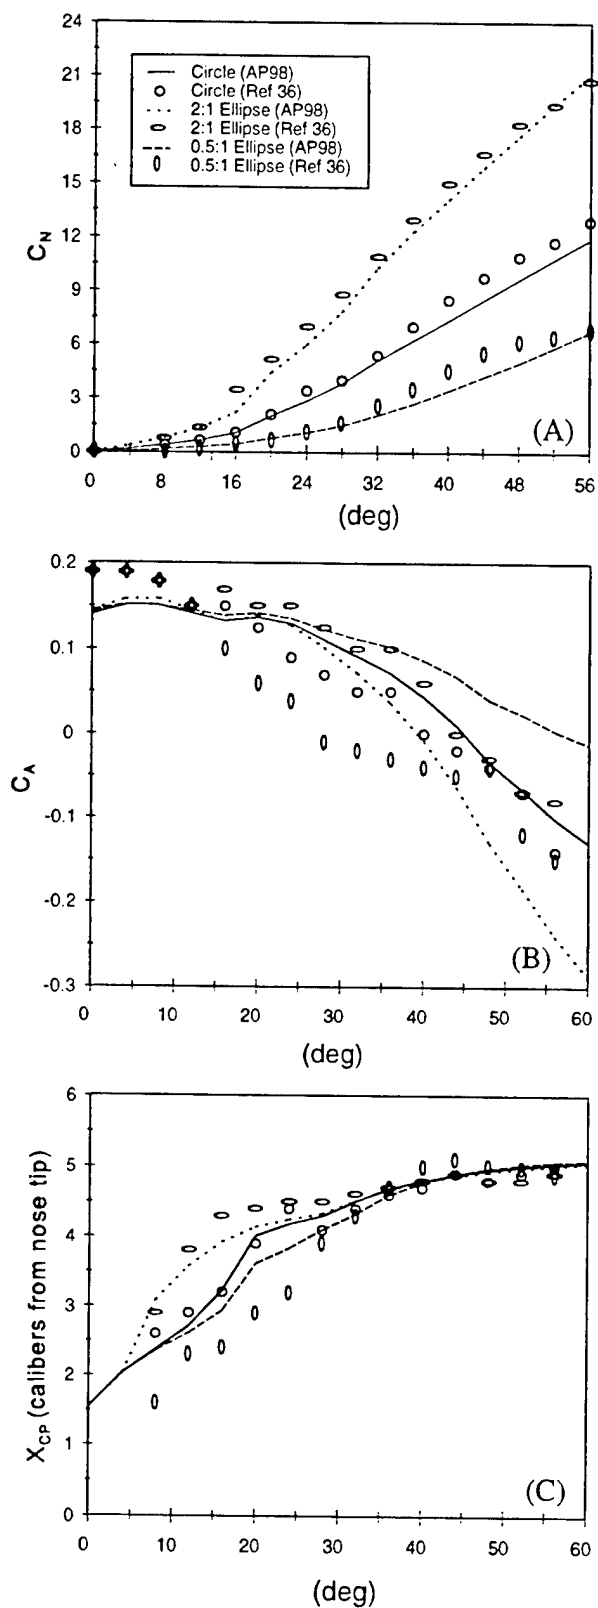 24
21
18
15
12
9
6
3
0
C_N
Circle (AP98)
Circle (Ref 36)
2:1 Ellipse (AP98)
2:1 Ellipse (Ref 36)
0.5:1 Ellipse (AP98)
0.5:1 Ellipse (Ref 36)
(A)
0 8 16 24 32 40 48 56
(deg)
0.2
0.1
0
-0.1
-0.2
-0.3
C_A
(B)
0 10 20 30 40 50 60
(deg)
6
5
4
3
2
1
0
X_CP (calibers from nose tip)
(C)
0 10 20 30 40 50 60
(deg)